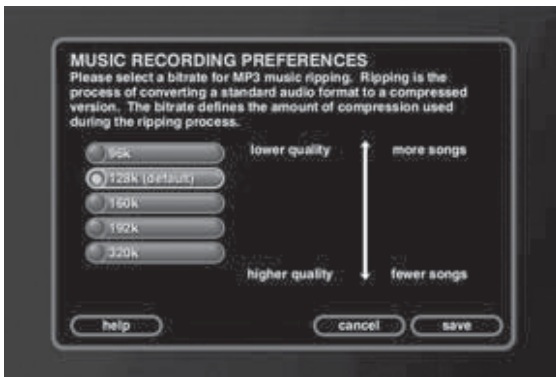 MUSIC RECORDING PREFERENCES
Please select a bitrate for MP3 music ripping. Ripping is the
process of converting a standard audio format to a compressed
version. The bitrate defines the amount of compression used
during the ripping process.
96k
lower quality more songs
128k (default)
160k
192k
320k
higher quality fewer songs
help cancel save